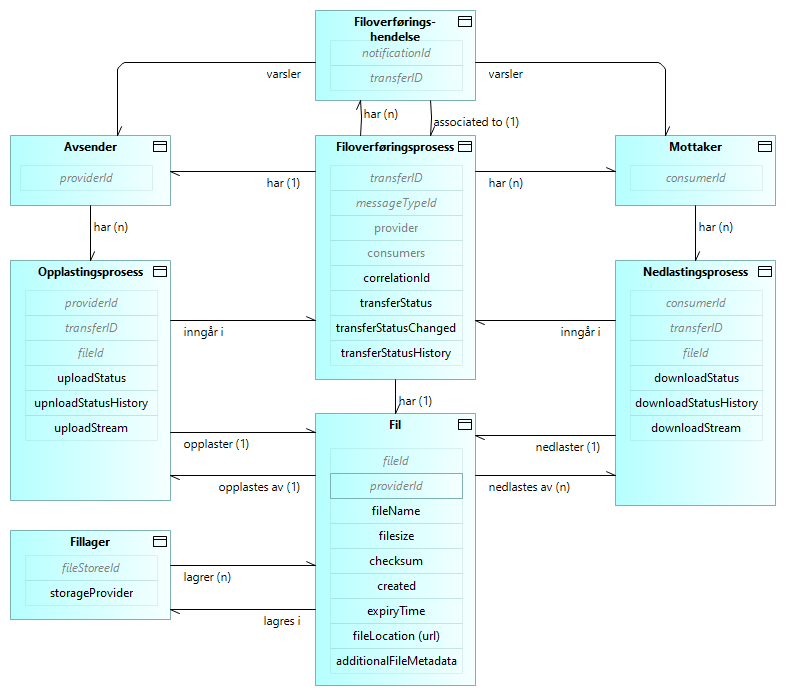 Filoverførings-
hendelse
notificationId
transferID
varsler
varsler
har (n)
associated to (1)
Avsender
providerId
Filoverføringsprosess
transferID
messageTypeId
provider
consumers
correlationId
transferStatus
transferStatusChanged
transferStatusHistory
Mottaker
consumerId
har (1)
har (n)
har (n)
har (n)
Opplastingsprosess
providerId
transferID
fileId
uploadStatus
upnloadStatusHistory
uploadStream
Nedlastingsprosess
consumerId
transferID
fileId
downloadStatus
downloadStatusHistory
downloadStream
inngår i
inngår i
har (1)
opplaster (1)
nedlaster (1)
opplastes av (1)
nedlastes av (n)
Fil
fileId
providerId
fileName
filesize
checksum
created
expiryTime
fileLocation (url)
additionalFileMetadata
Fillager
fileStoreeId
storageProvider
lagrer (n)
lagres i